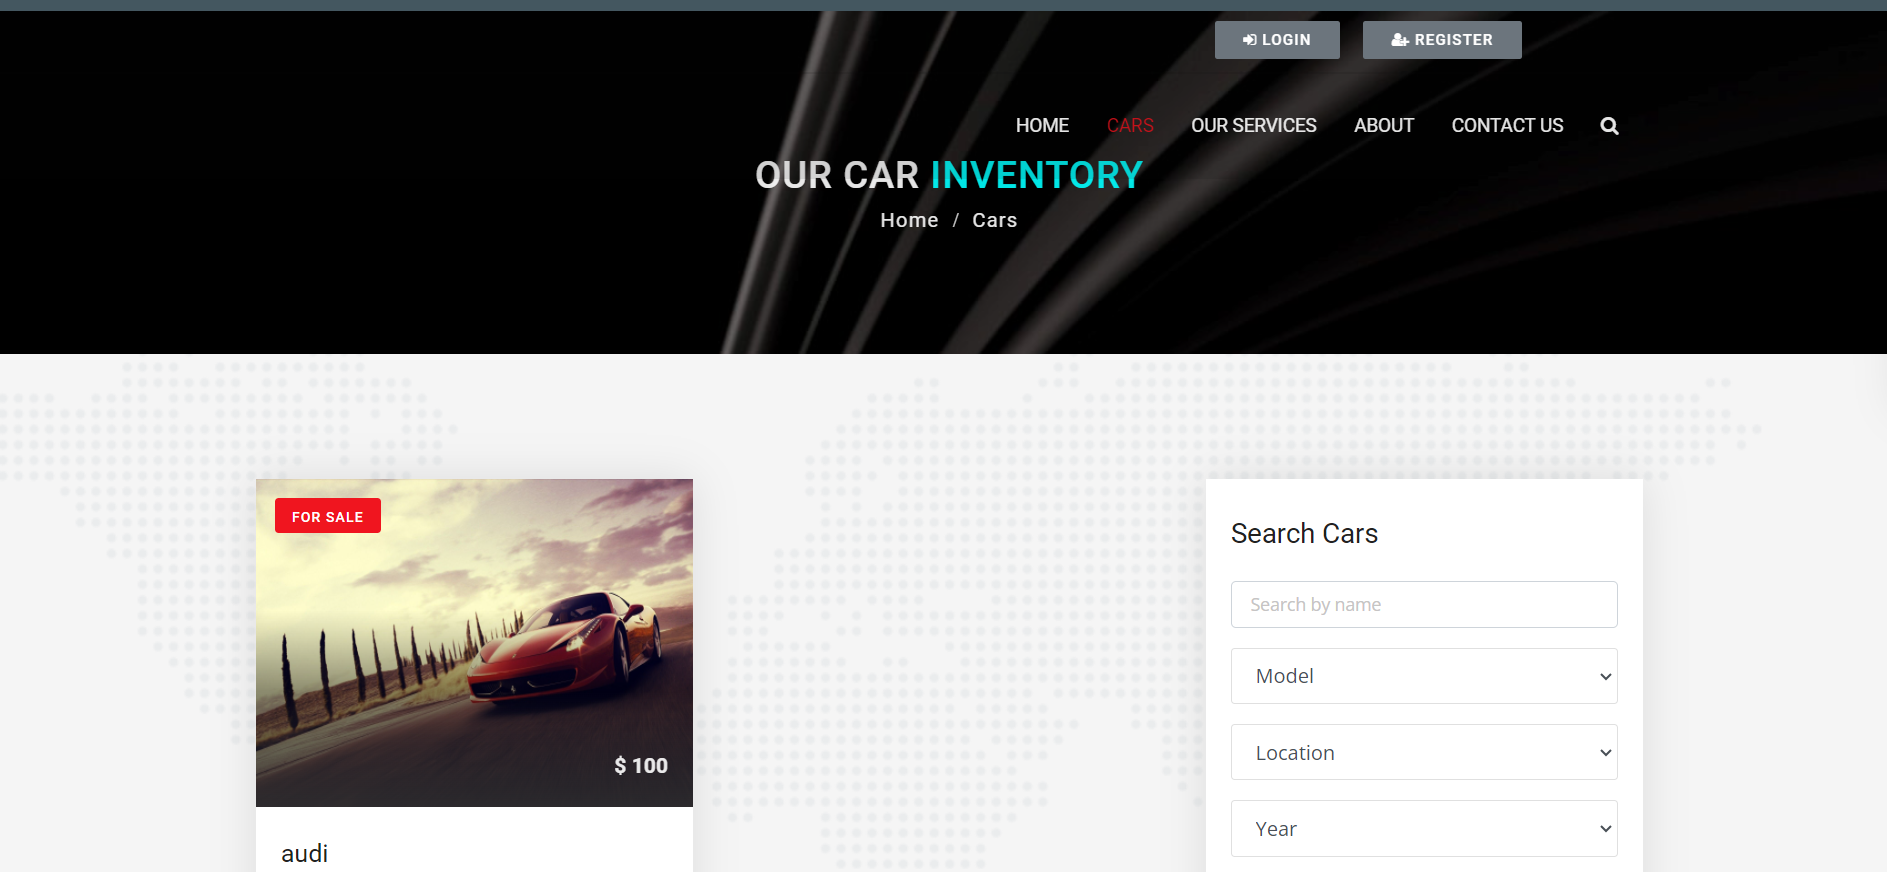 LOGIN
REGISTER
HOME
CARS
OUR SERVICES
ABOUT
CONTACT US
OUR CAR INVENTORY
Home / Cars
FOR SALE
$ 100
audi
Search Cars
Search by name
Model
Location
Year